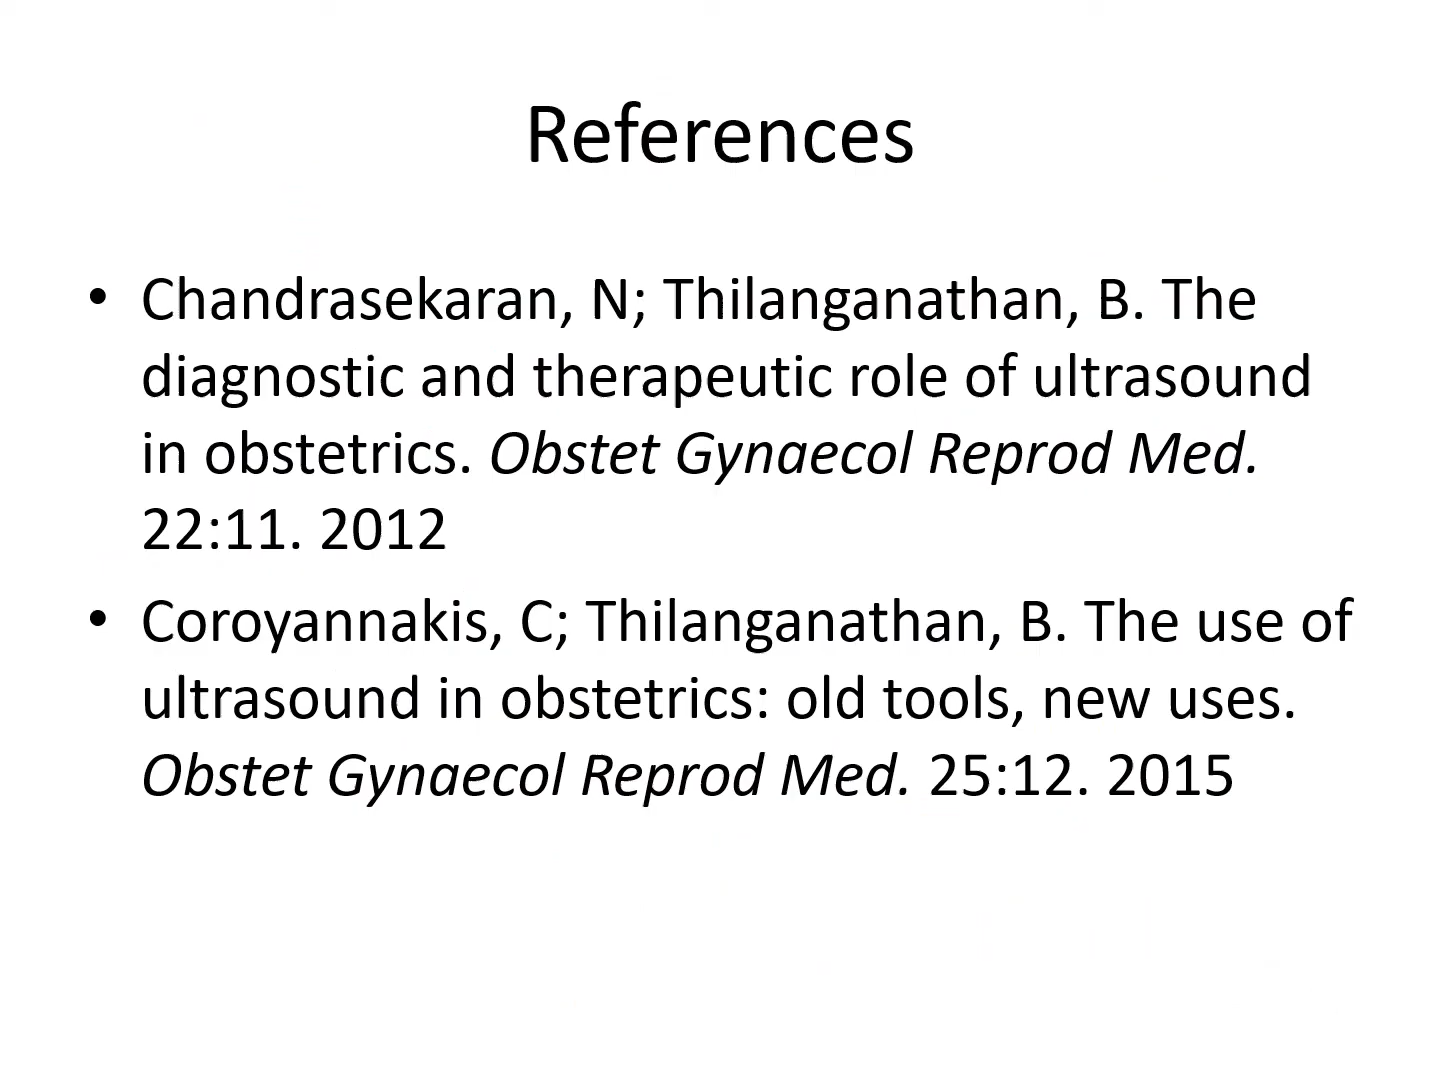 References
• Chandrasekaran, N; Thilanganathan, B. The
diagnostic and therapeutic role of ultrasound
in obstetrics. Obstet Gynaecol Reprod Med.
22:11. 2012
• Coroyannakis, C; Thilanganathan, B. The use of
ultrasound in obstetrics: old tools, new uses.
Obstet Gynaecol Reprod Med. 25:12. 2015